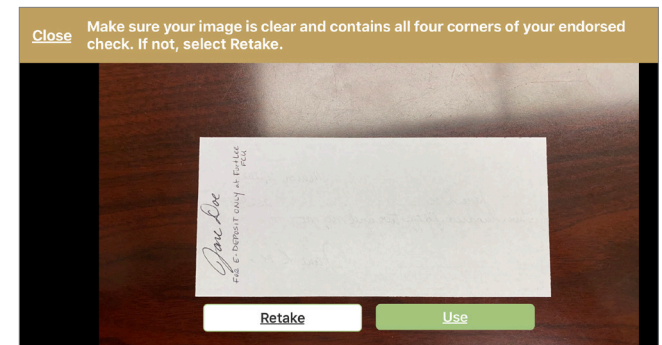 Close
Make sure your image is clear and contains all four corners of your endorsed
check. If not, select Retake.
Jane Doe
FOR E-DEPOSIT ONLY at Fort Lee
FCU
Retake
Use